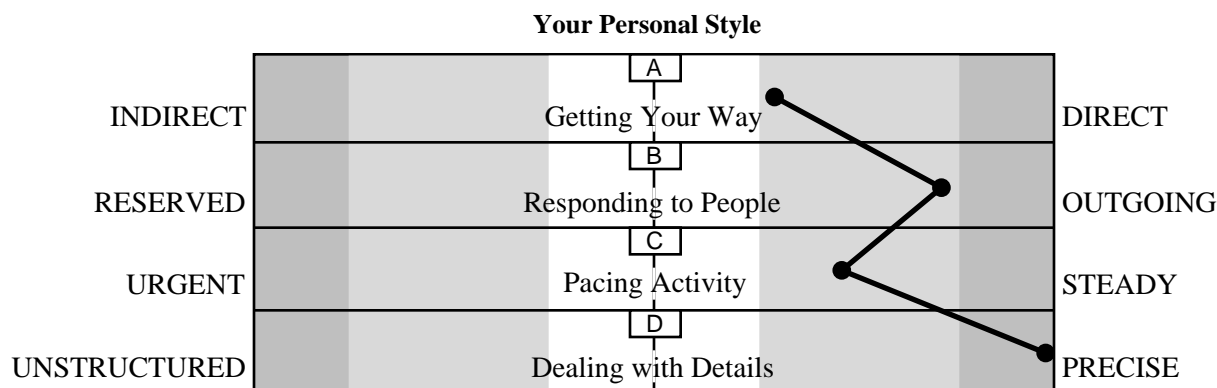 Your Personal Style
A
INDIRECT Getting Your Way DIRECT
B
RESERVED Responding to People OUTGOING
C
URGENT Pacing Activity STEADY
D
UNSTRUCTURED Dealing with Details PRECISE